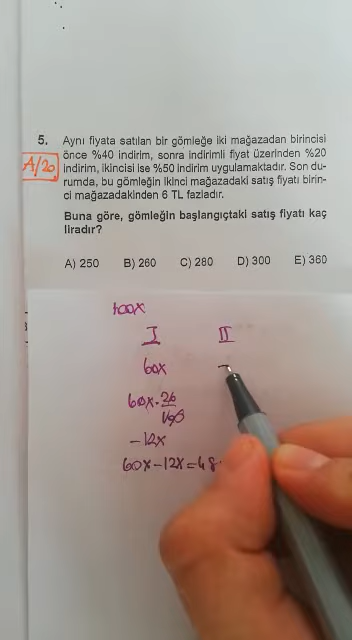 5. Aynı fiyata satılan bir gömleğe iki mağazadan birincisi
önce %40 indirim, sonra indirimli fiyat üzerinden %20
A/20 indirim, ikincisi ise %50 indirim uygulamaktadır. Son du-
rumda, bu gömleğin ikinci mağazadaki satış fiyatı birin-
ci mağazadakinden 6 TL fazladır.
Buna göre, gömleğin başlangıçtaki satış fiyatı kaç
liradır?
A) 250 B) 260 C) 280 D) 300 E) 360
100x
I II
60x
60x · 20/100
-12x
60x-12x=48